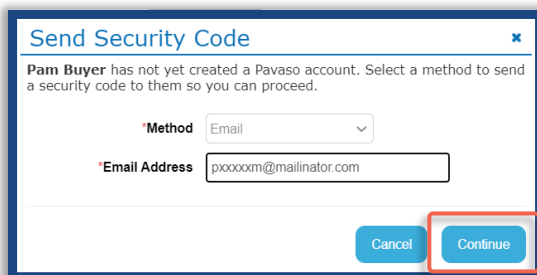 Send Security Code
Pam Buyer has not yet created a Pavaso account. Select a method to send
a security code to them so you can proceed.
*Method Email
*Email Address pxxxxxm@mailinator.com
Cancel Continue